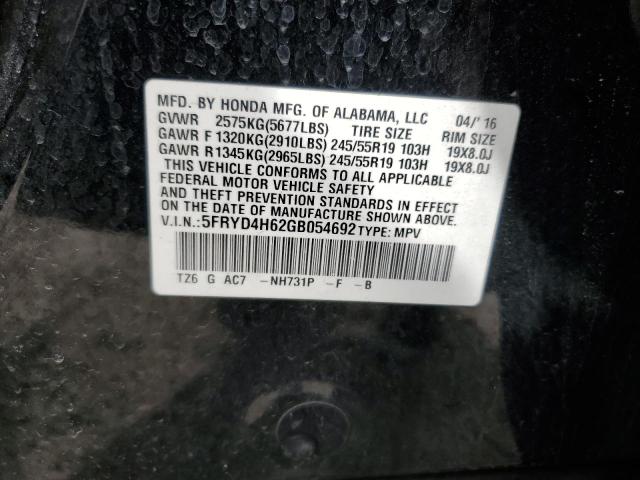 MFD. BY HONDA MFG. OF ALABAMA, LLC 04/'16
GVWR 2575KG(5677LBS) TIRE SIZE RIM SIZE
GAWR F 1320KG(2910LBS) 245/55R19 103H 19X8.0J
GAWR R 1345KG(2965LBS) 245/55R19 103H 19X8.0J
THIS VEHICLE CONFORMS TO ALL APPLICABLE
FEDERAL MOTOR VEHICLE SAFETY
AND THEFT PREVENTION STANDARDS IN EFFECT
ON THE DATE OF MANUFACTURE SHOWN ABOVE.
V.I.N.:5FRYD4H62GB054692 TYPE: MPV
TZ6 G AC7 -NH731P -F -B